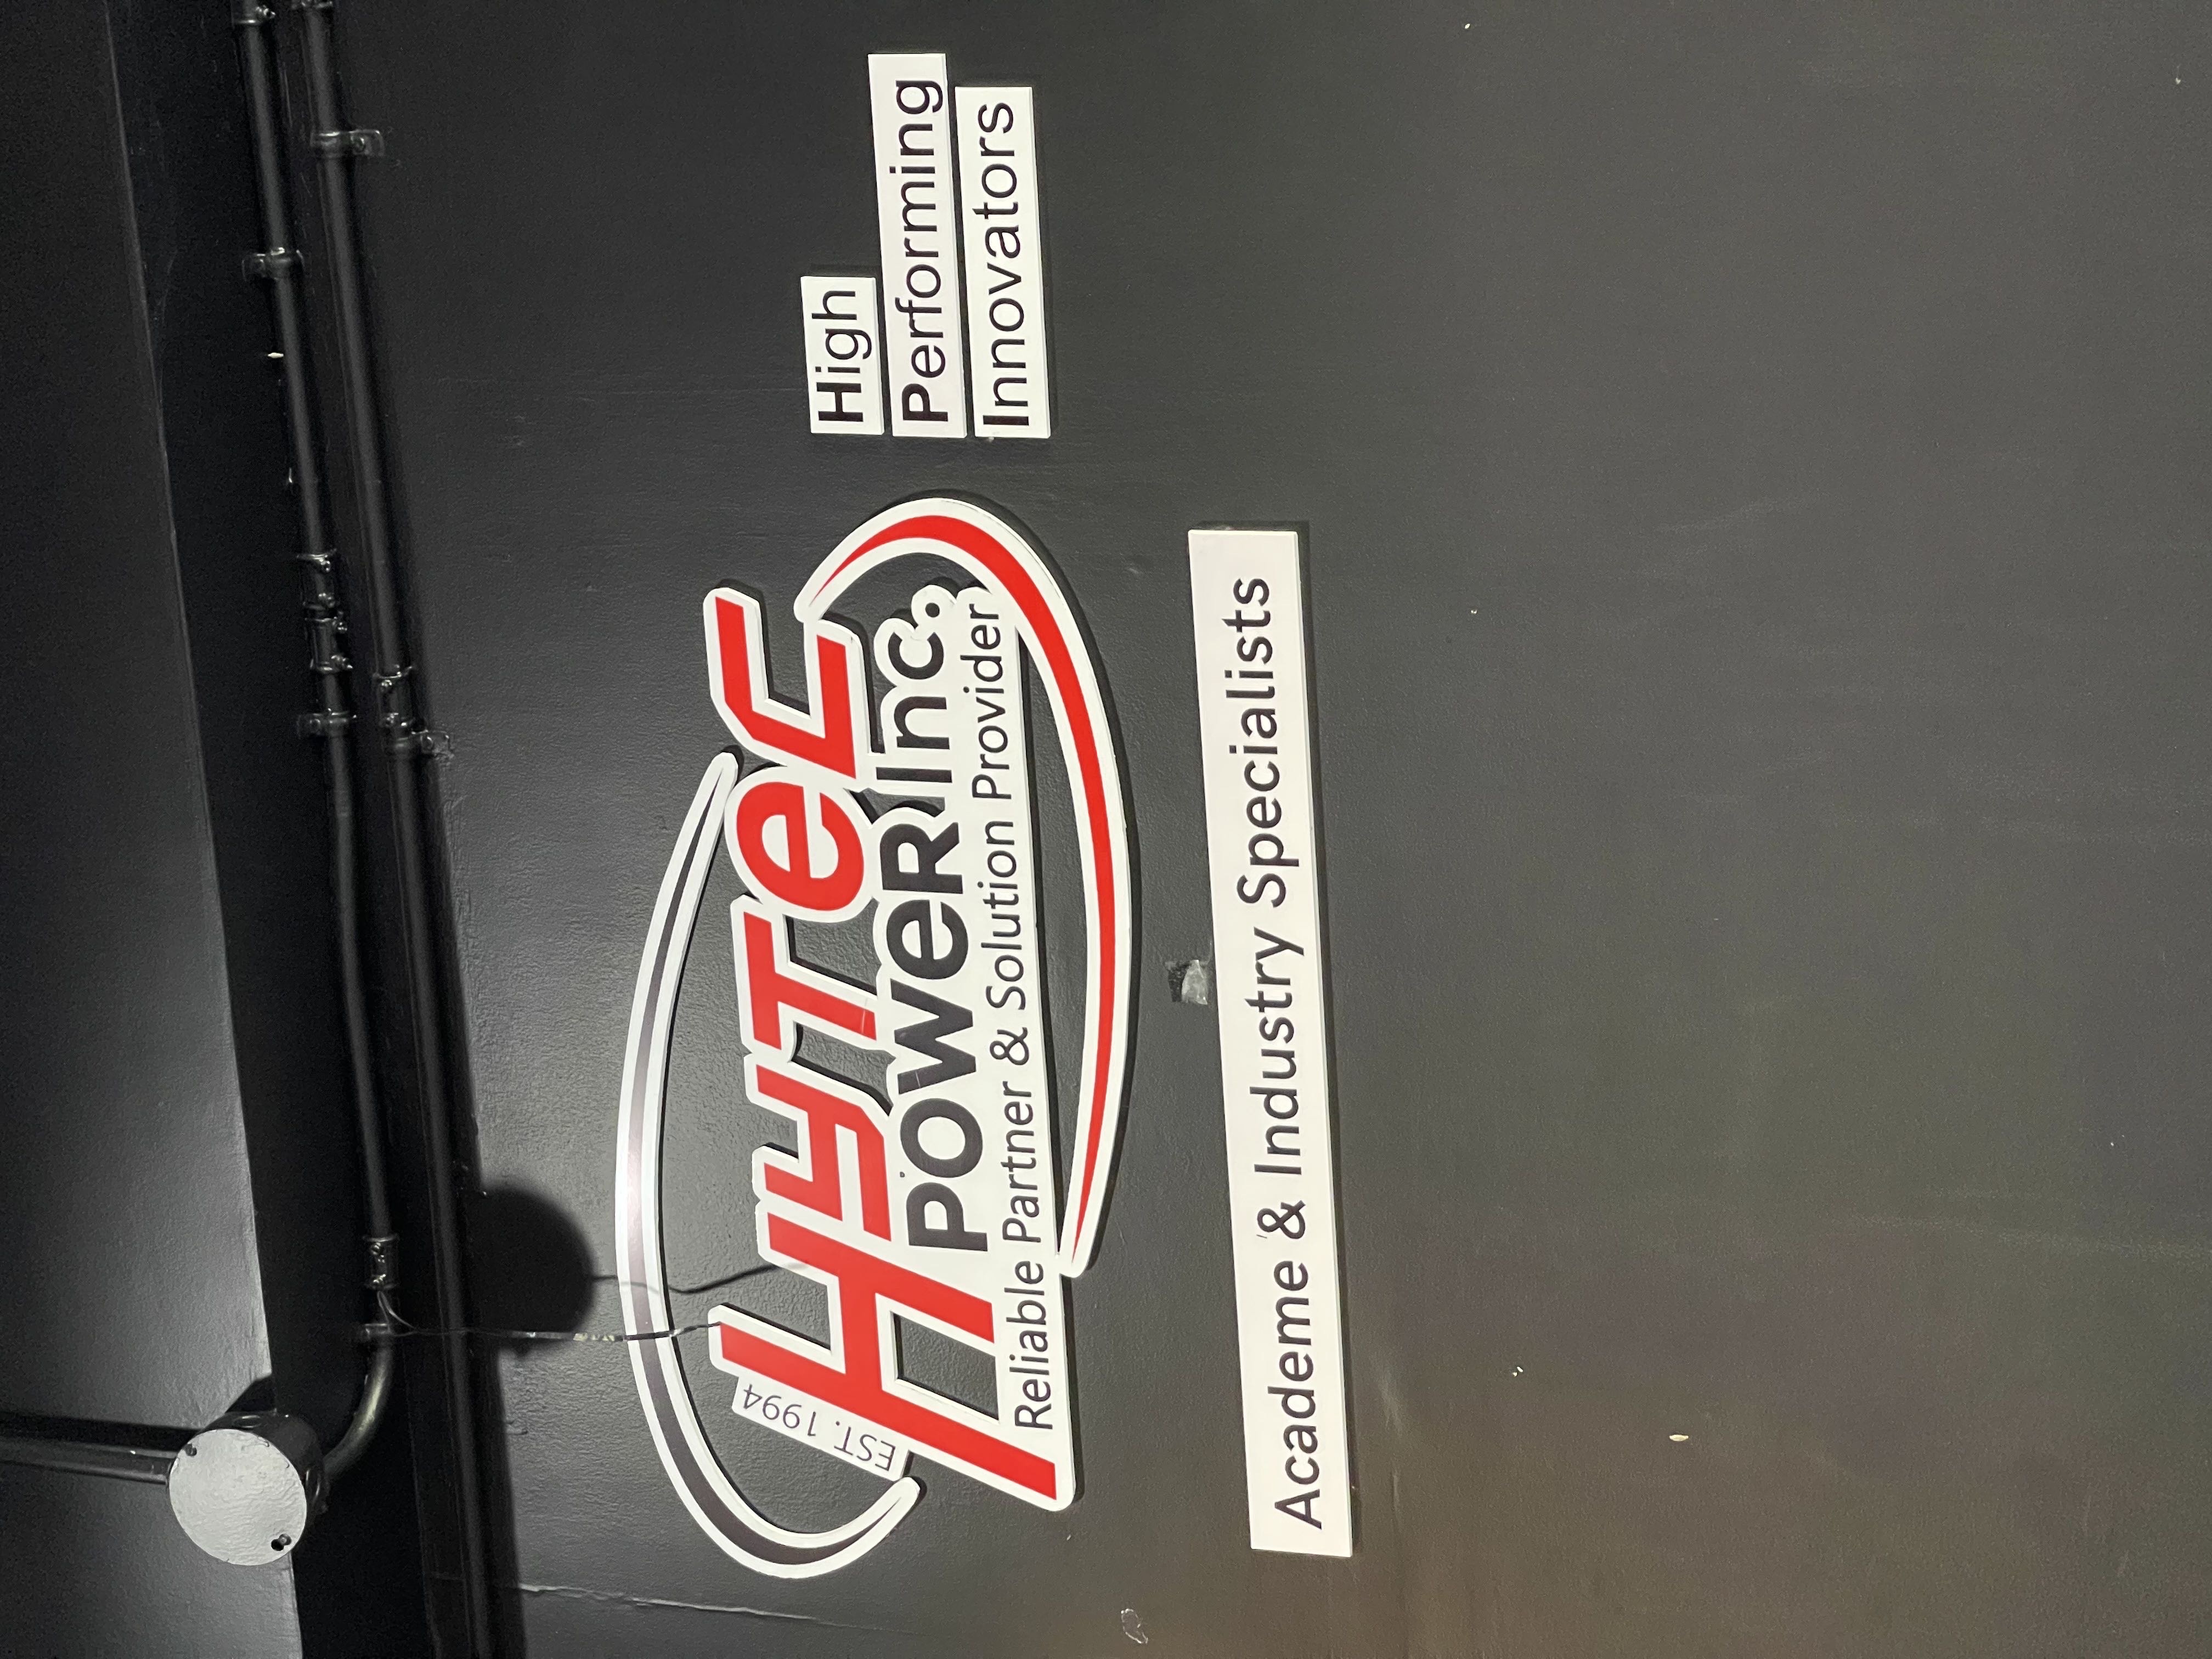 EST. 1994
HYTEC
POWER Inc.
Reliable Partner & Solution Provider
High
Performing
Innovators
Academe & Industry Specialists